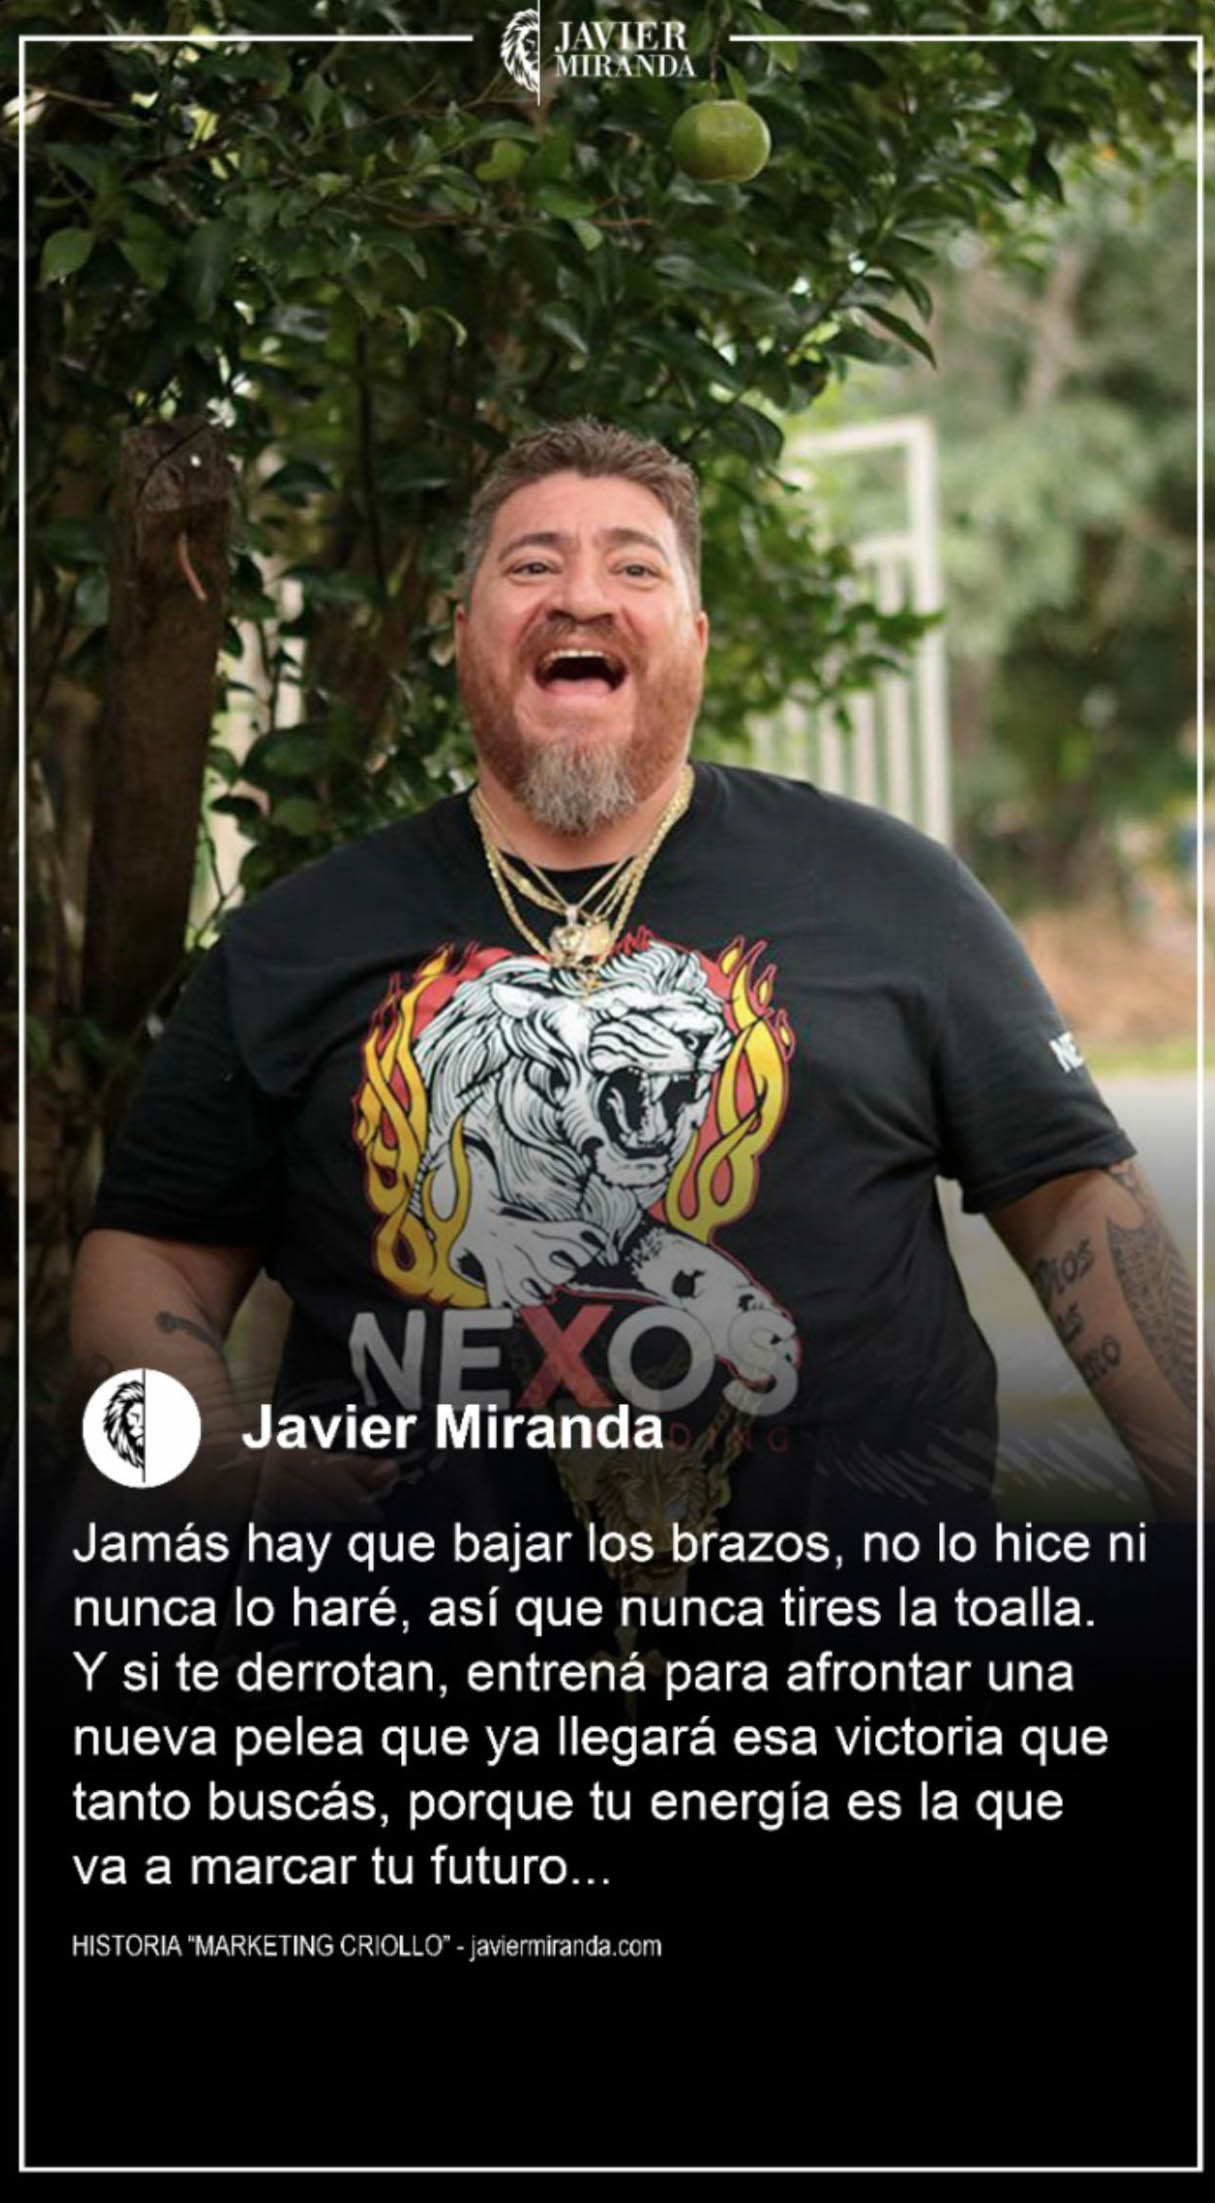 JAVIER
MIRANDA
NE
Dios
NEXOS
Javier Miranda
Jamás hay que bajar los brazos, no lo hice ni
nunca lo haré, así que nunca tires la toalla.
Y si te derrotan, entrená para afrontar una
nueva pelea que ya llegará esa victoria que
tanto buscás, porque tu energía es la que
va a marcar tu futuro...
HISTORIA "MARKETING CRIOLLO" - javiermiranda.com